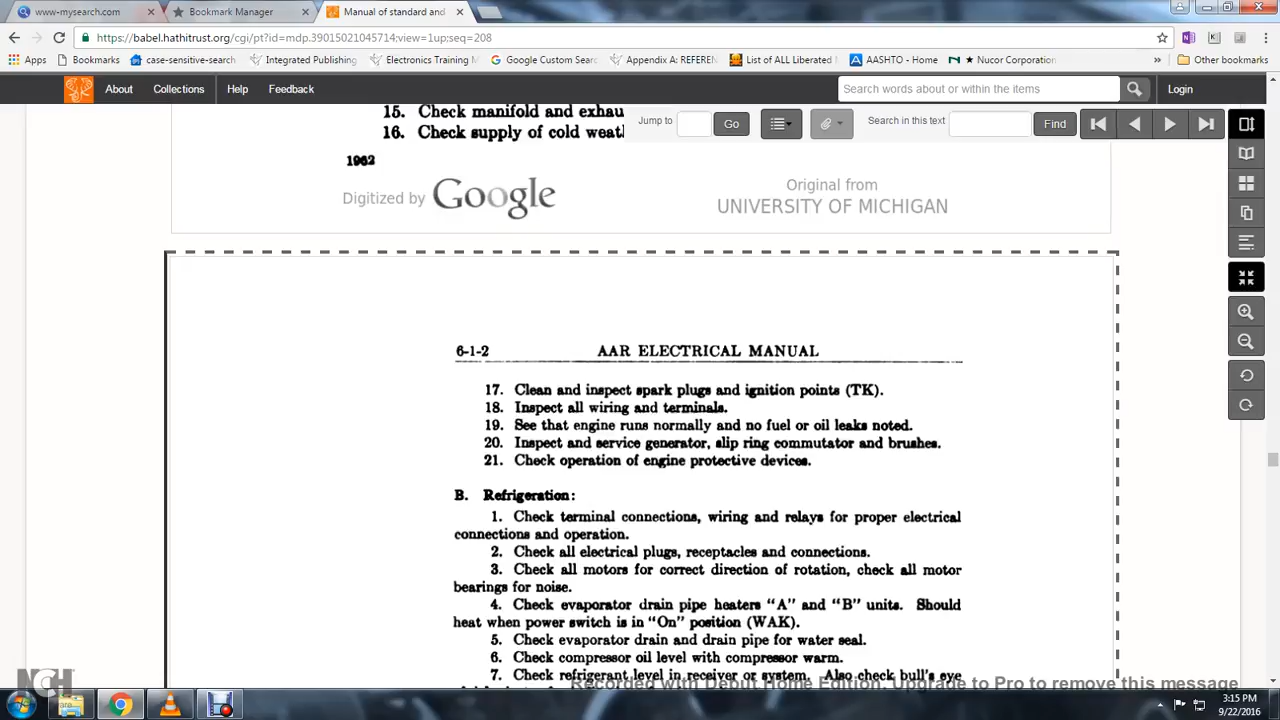 www-mysearch.com
Bookmark Manager
Manual of standard and
https://babel.hathitrust.org/cgi/pt?id=mdp.39015021045714;view=1up;seq=208
Apps Bookmarks case-sensitive-search Integrated Publishing Electronics Training Google Custom Searc Appendix A: REFEREN List of ALL Liberated AASHTO - Home ★ Nucor Corporation » Other bookmarks
About Collections Help Feedback Search words about or within the items Login
15. Check manifold and exhau
16. Check supply of cold weat
Jump to Go Search in this text Find
1962
Digitized by Google
Original from
UNIVERSITY OF MICHIGAN
6-1-2 AAR ELECTRICAL MANUAL
17. Clean and inspect spark plugs and ignition points (TK).
18. Inspect all wiring and terminals.
19. See that engine runs normally and no fuel or oil leaks noted.
20. Inspect and service generator, slip ring commutator and brushes.
21. Check operation of engine protective devices.
B. Refrigeration:
1. Check terminal connections, wiring and relays for proper electrical
connections and operation.
2. Check all electrical plugs, receptacles and connections.
3. Check all motors for correct direction of rotation, check all motor
bearings for noise.
4. Check evaporator drain pipe heaters "A" and "B" units. Should
heat when power switch is in "On" position (WAK).
5. Check evaporator drain and drain pipe for water seal.
6. Check compressor oil level with compressor warm.
7. Check refrigerant level in receiver or system. Also check bull's eye
Recorded with Debut Home Edition. Upgrade to Pro to remove this message
NCH
3:15 PM
9/22/2016